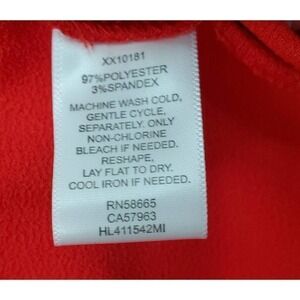 XX10181
97%POLYESTER
3%SPANDEX
MACHINE WASH COLD,
GENTLE CYCLE,
SEPARATELY. ONLY
NON-CHLORINE
BLEACH IF NEEDED.
RESHAPE,
LAY FLAT TO DRY.
COOL IRON IF NEEDED.
RN58665
CA57963
HL411542MI